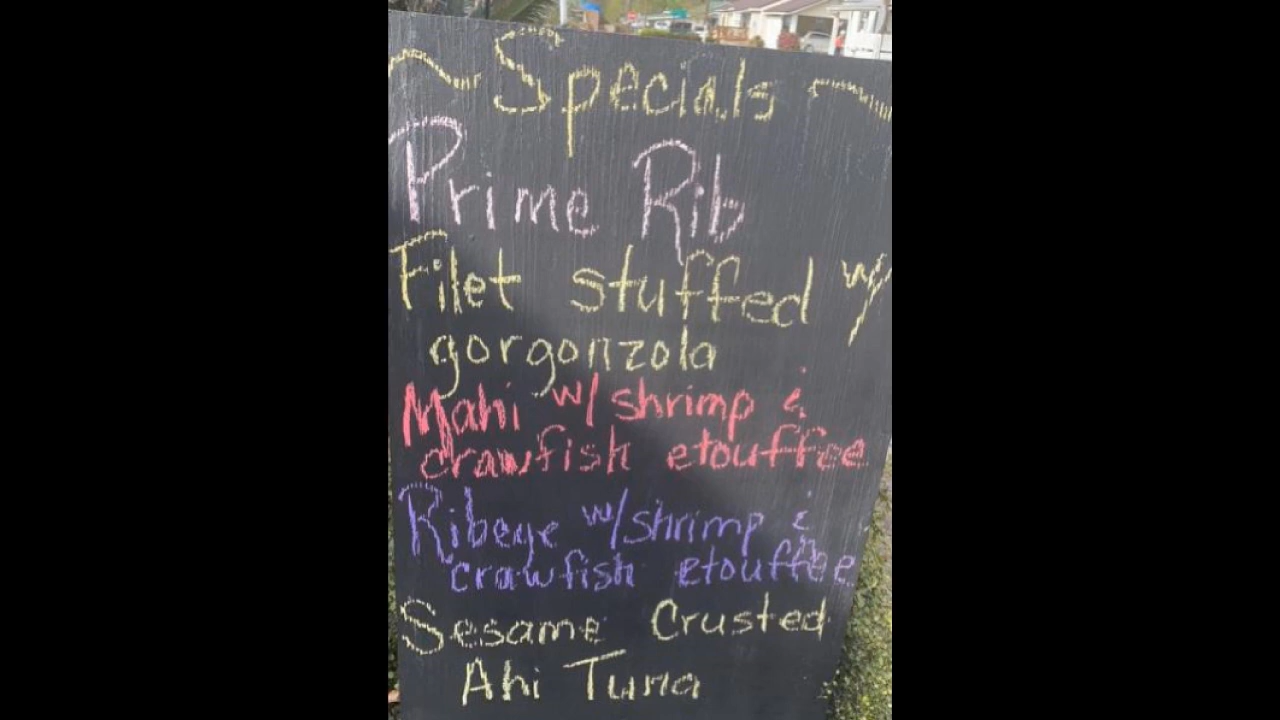 ~ Specials ~
Prime Rib
Filet stuffed w/
gorgonzola
Mahi w/ shrimp &
crawfish etouffee
Ribeye w/ shrimp &
crawfish etouffee
Sesame Crusted
Ahi Tuna